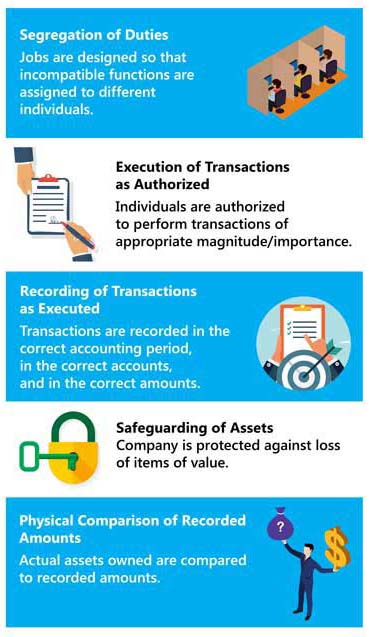 Segregation of Duties
Jobs are designed so that
incompatible functions are
assigned to different
individuals.
Execution of Transactions
as Authorized
Individuals are authorized
to perform transactions of
appropriate magnitude/importance.
Recording of Transactions
as Executed
Transactions are recorded in the
correct accounting period,
in the correct accounts,
and in the correct amounts.
Safeguarding of Assets
Company is protected against loss
of items of value.
Physical Comparison of Recorded
Amounts
Actual assets owned are compared
to recorded amounts.
?
$